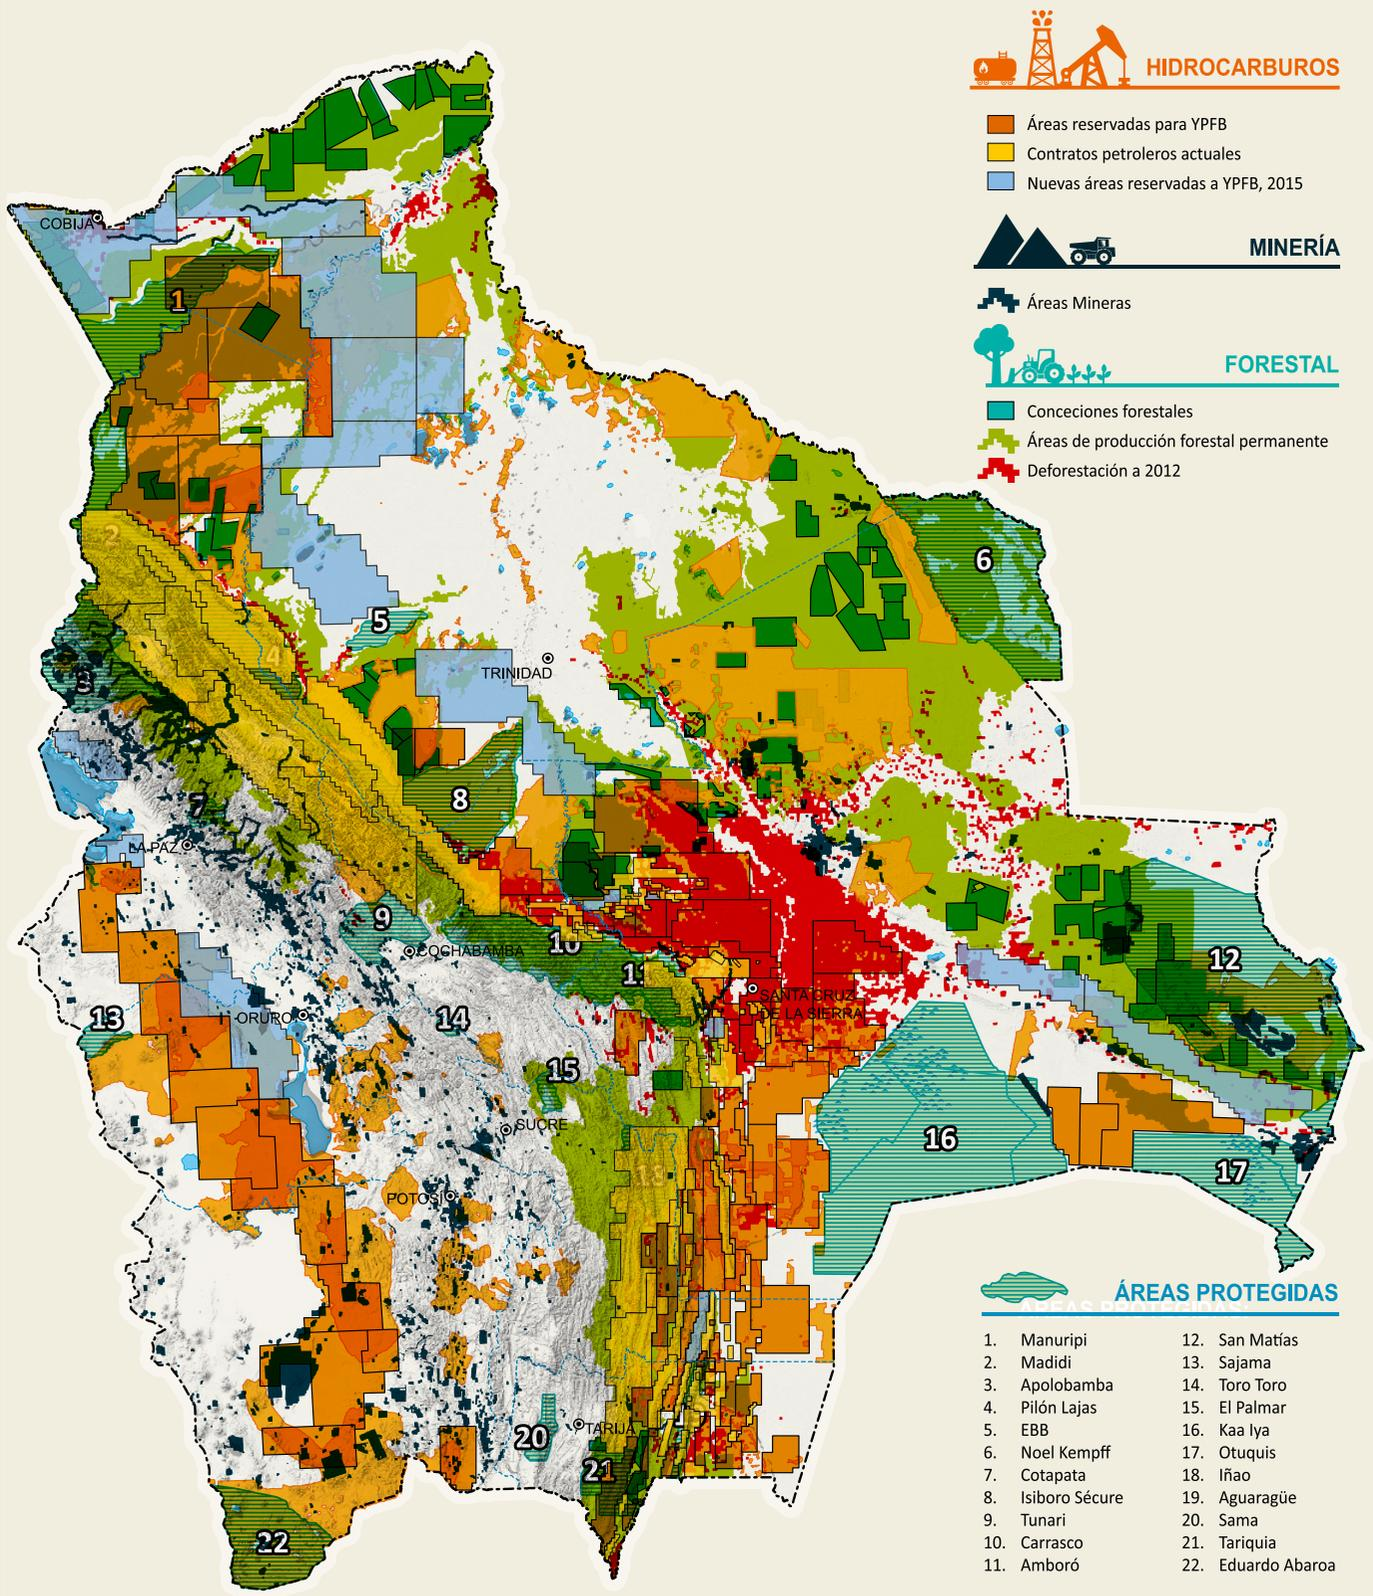 HIDROCARBUROS
Áreas reservadas para YPFB
Contratos petroleros actuales
Nuevas áreas reservadas a YPFB, 2015
MINERÍA
Áreas Mineras
FORESTAL
Conceciones forestales
Áreas de producción forestal permanente
Deforestación a 2012
COBIJA
1
2
6
5
4
TRINIDAD
3
8
7
LA PAZ
9
COCHABAMBA
10
11
12
SANTA CRUZ
DE LA SIERRA
13
ORURO
14
15
SUCRE
16
17
POTOSÍ
20
TARIJA
21
22
ÁREAS PROTEGIDAS
1. Manuripi
2. Madidi
3. Apolobamba
4. Pilón Lajas
5. EBB
6. Noel Kempff
7. Cotapata
8. Isiboro Sécure
9. Tunari
10. Carrasco
11. Amboró
12. San Matías
13. Sajama
14. Toro Toro
15. El Palmar
16. Kaa Iya
17. Otuquis
18. Iñao
19. Aguaragüe
20. Sama
21. Tariquia
22. Eduardo Abaroa